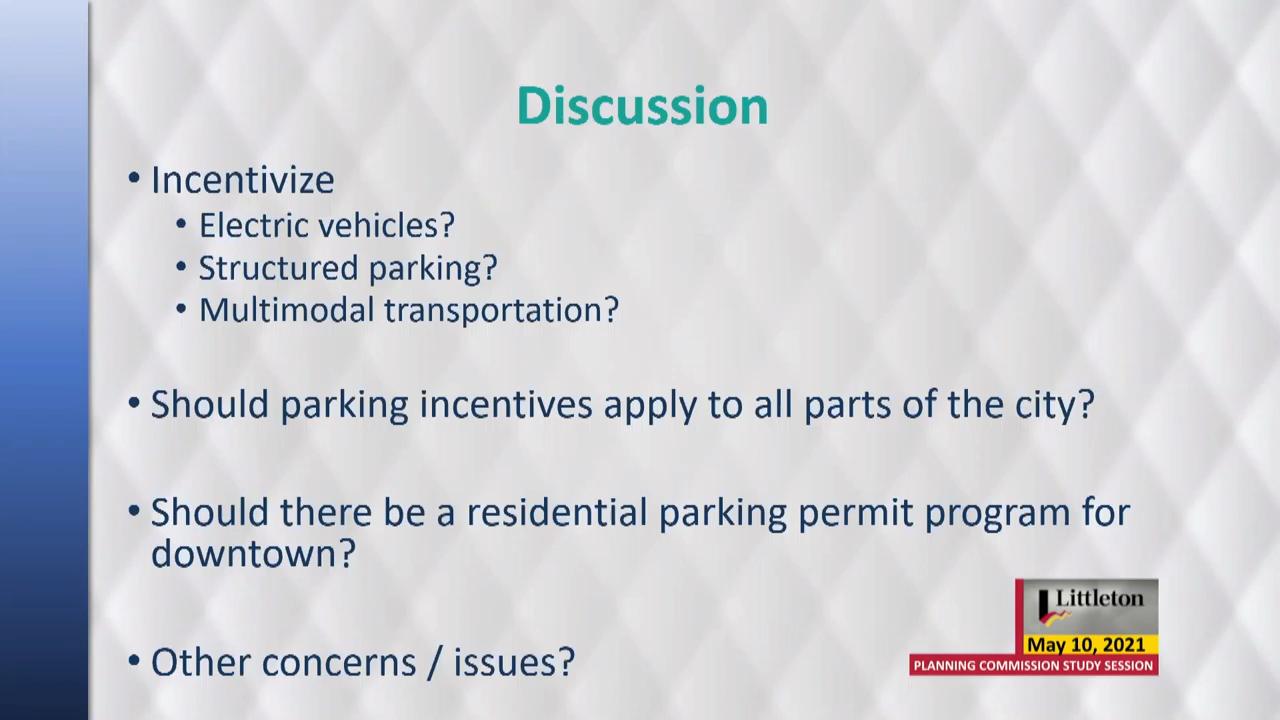 Discussion
• Incentivize
• Electric vehicles?
• Structured parking?
• Multimodal transportation?
• Should parking incentives apply to all parts of the city?
• Should there be a residential parking permit program for
downtown?
• Other concerns / issues?
Littleton
May 10, 2021
PLANNING COMMISSION STUDY SESSION